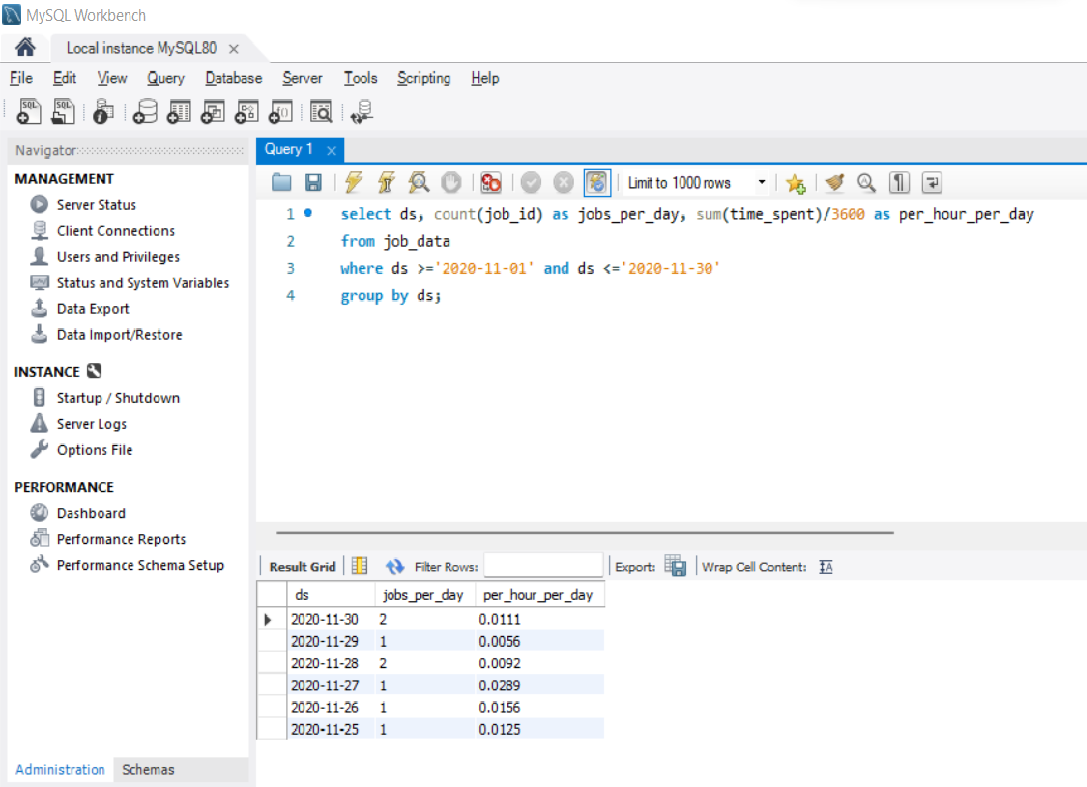 MySQL Workbench
Local instance MySQL80
File Edit View Query Database Server Tools Scripting Help
SQL SQL
Navigator
MANAGEMENT
Server Status
Client Connections
Users and Privileges
Status and System Variables
Data Export
Data Import/Restore
INSTANCE
Startup / Shutdown
Server Logs
Options File
PERFORMANCE
Dashboard
Performance Reports
Performance Schema Setup
Administration Schemas
Query 1
Limit to 1000 rows
1 select ds, count(job_id) as jobs_per_day, sum(time_spent)/3600 as per_hour_per_day
2 from job_data
3 where ds >='2020-11-01' and ds <='2020-11-30'
4 group by ds;
Result Grid Filter Rows: Export: Wrap Cell Content: IA
ds jobs_per_day per_hour_per_day
2020-11-30 2 0.0111
2020-11-29 1 0.0056
2020-11-28 2 0.0092
2020-11-27 1 0.0289
2020-11-26 1 0.0156
2020-11-25 1 0.0125